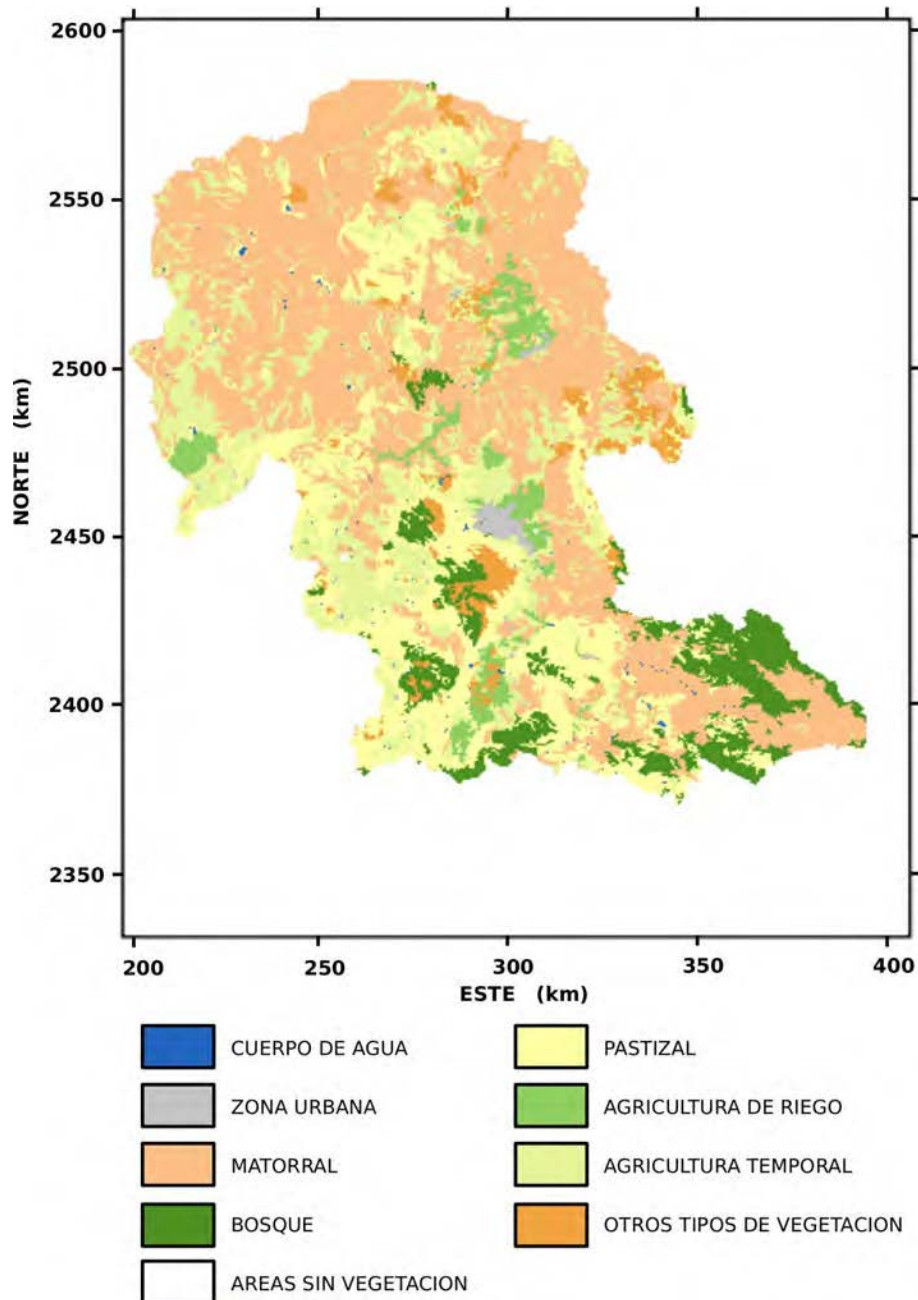 2600
2550
2500
2450
2400
2350
NORTE (km)
200 250 300 350 400
ESTE (km)
CUERPO DE AGUA
PASTIZAL
ZONA URBANA
AGRICULTURA DE RIEGO
MATORRAL
AGRICULTURA TEMPORAL
BOSQUE
OTROS TIPOS DE VEGETACION
AREAS SIN VEGETACION